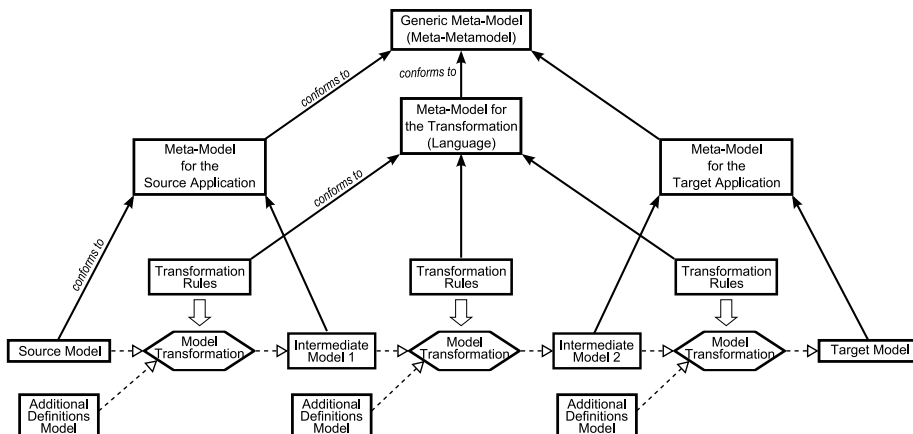 Generic Meta-Model
(Meta-Metamodel)
conforms to
conforms to
Meta-Model for
the Transformation
(Language)
Meta-Model
for the
Source Application
Meta-Model
for the
Target Application
conforms to
conforms to
Transformation
Rules
Transformation
Rules
Transformation
Rules
Source Model
Model
Transformation
Intermediate
Model 1
Model
Transformation
Intermediate
Model 2
Model
Transformation
Target Model
Additional
Definitions
Model
Additional
Definitions
Model
Additional
Definitions
Model